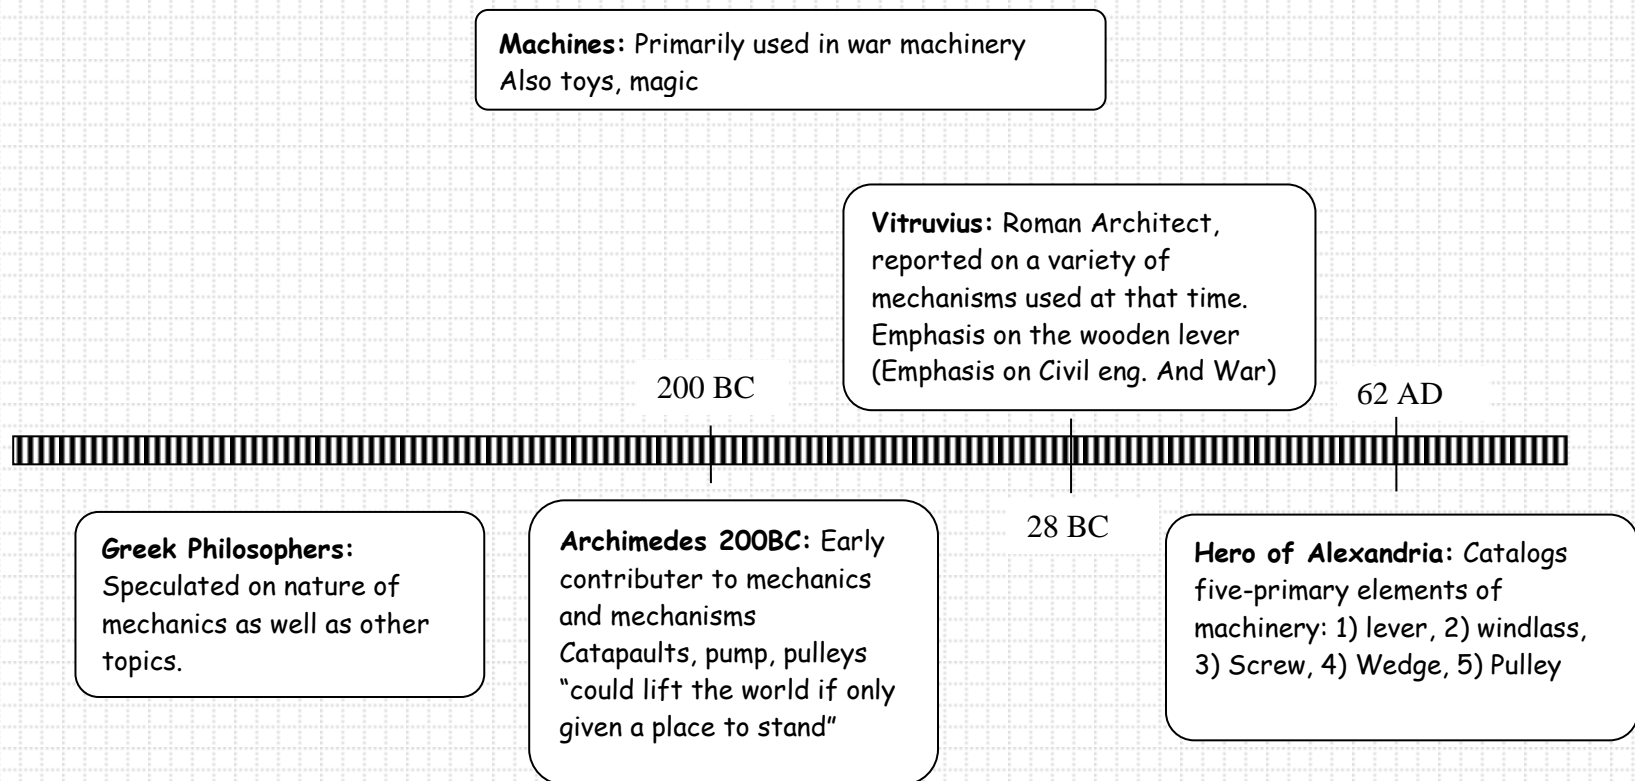 Machines: Primarily used in war machinery
Also toys, magic
Vitruvius: Roman Architect,
reported on a variety of
mechanisms used at that time.
Emphasis on the wooden lever
(Emphasis on Civil eng. And War)
200 BC
62 AD
28 BC
Greek Philosophers:
Speculated on nature of
mechanics as well as other
topics.
Archimedes 200BC: Early
contributer to mechanics
and mechanisms
Catapaults, pump, pulleys
“could lift the world if only
given a place to stand”
Hero of Alexandria: Catalogs
five-primary elements of
machinery: 1) lever, 2) windlass,
3) Screw, 4) Wedge, 5) Pulley